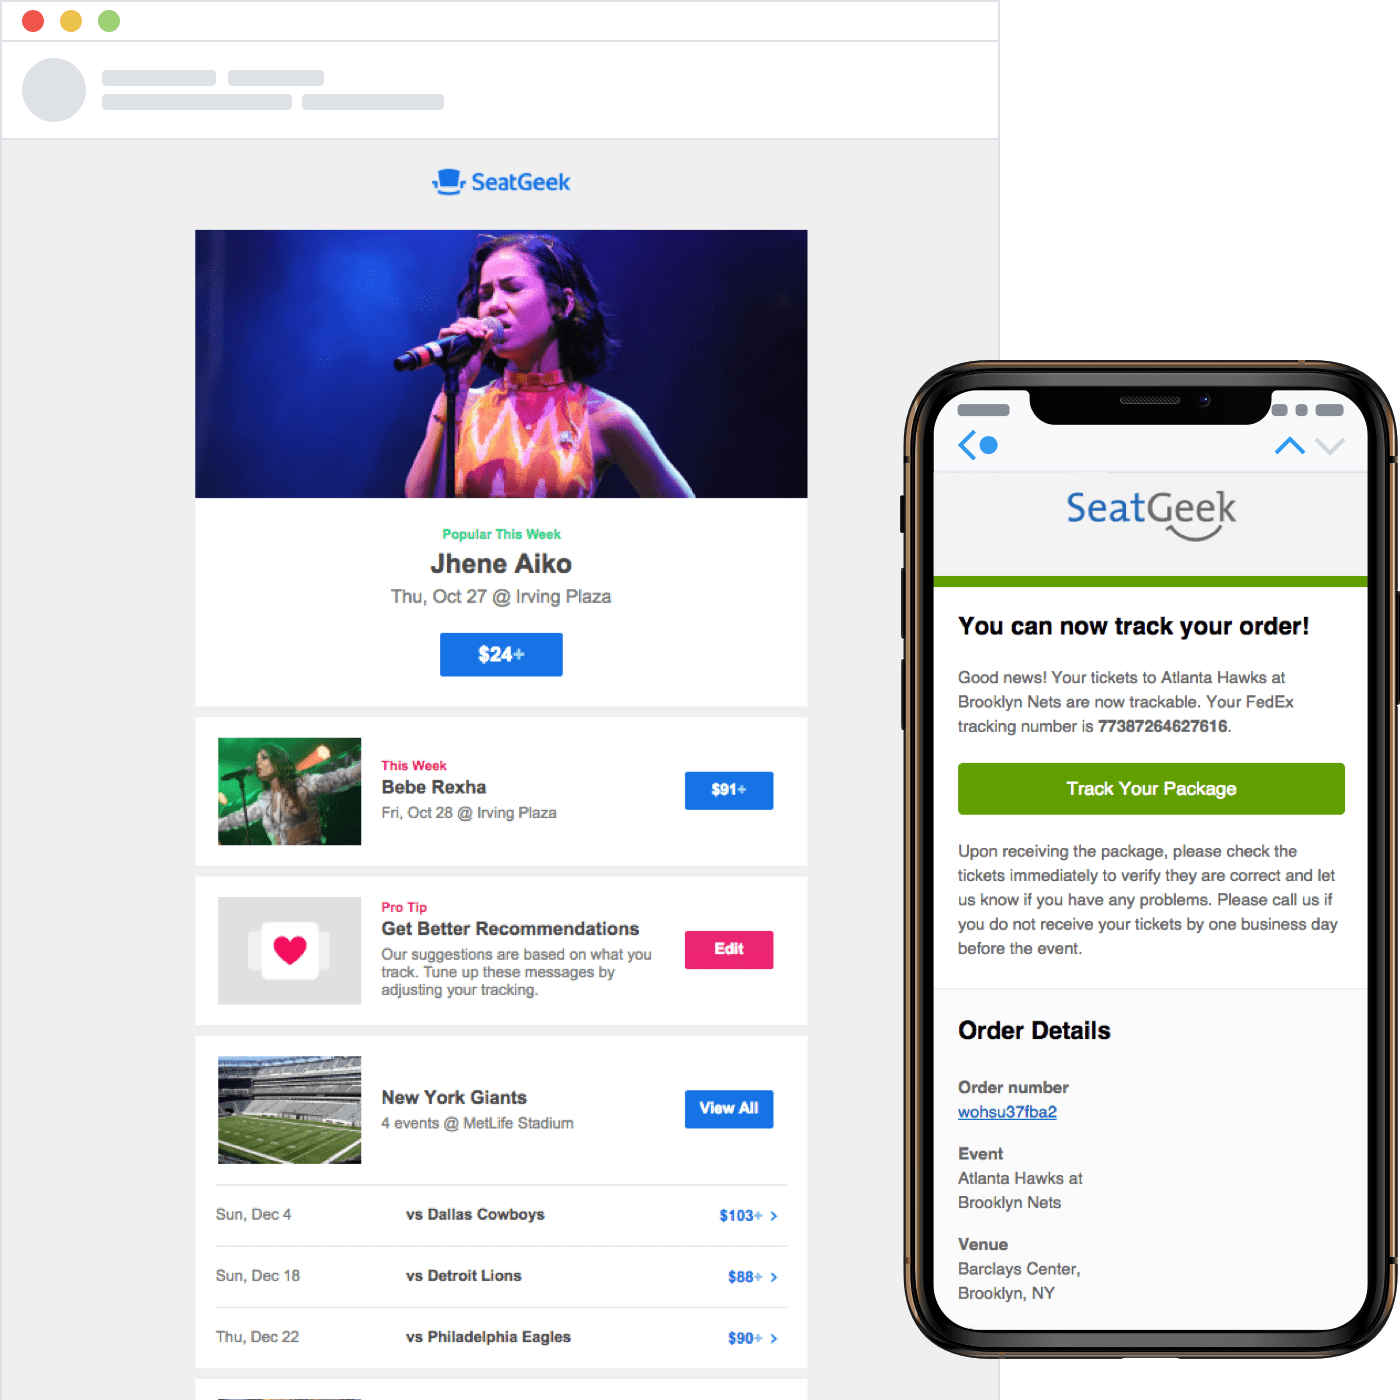 SeatGeek
Popular This Week
Jhene Aiko
Thu, Oct 27 @ Irving Plaza
$24+
This Week
Bebe Rexha
Fri, Oct 28 @ Irving Plaza
$91+
Pro Tip
Get Better Recommendations
Our suggestions are based on what you
track. Tune up these messages by
adjusting your tracking.
Edit
New York Giants
4 events @ MetLife Stadium
View All
Sun, Dec 4
vs Dallas Cowboys
$103+ >
Sun, Dec 18
vs Detroit Lions
$88+ >
Thu, Dec 22
vs Philadelphia Eagles
$90+ >
SeatGeek
You can now track your order!
Good news! Your tickets to Atlanta Hawks at
Brooklyn Nets are now trackable. Your FedEx
tracking number is 77387264627616.
Track Your Package
Upon receiving the package, please check the
tickets immediately to verify they are correct and let
us know if you have any problems. Please call us if
you do not receive your tickets by one business day
before the event.
Order Details
Order number
wohsu37fba2
Event
Atlanta Hawks at
Brooklyn Nets
Venue
Barclays Center,
Brooklyn, NY